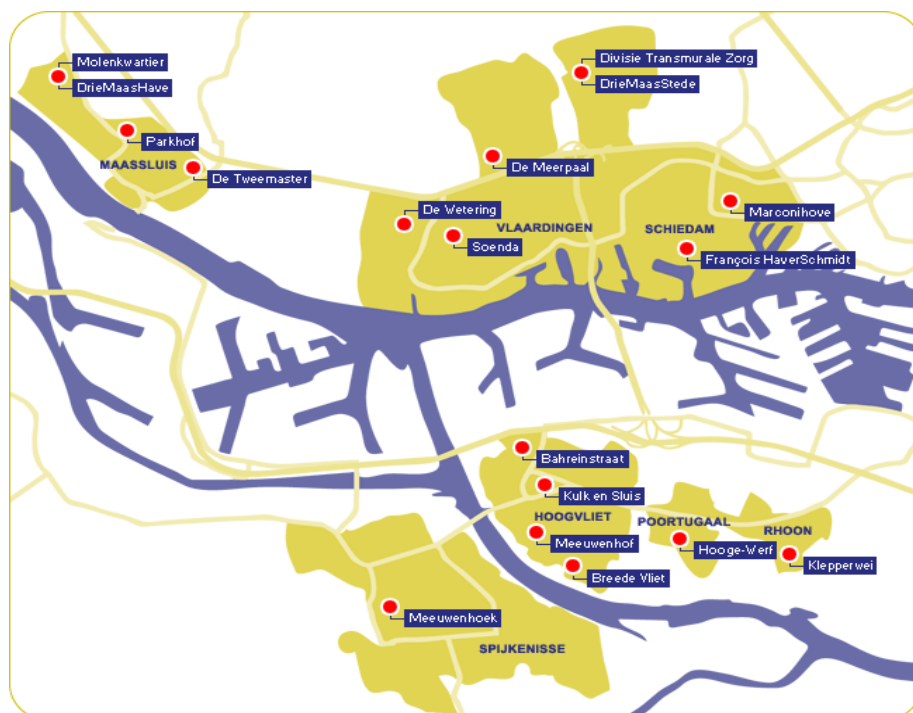 Molenkwartier
DrieMaasHave
Parkhof
MAASSLUIS
De Tweemaster
Divisie Transmurale Zorg
DrieMaasStede
De Meerpaal
De Wetering
VLAARDINGEN
Soenda
Marconihove
SCHIEDAM
François HaverSchmidt
Bahreinstraat
Kulk en Sluis
HOOGVLIET
Meeuwenhof
Breede Vliet
POORTUGAAL
Hooge-Werf
RHOON
Klepperwei
Meeuwenhoek
SPIJKENISSE